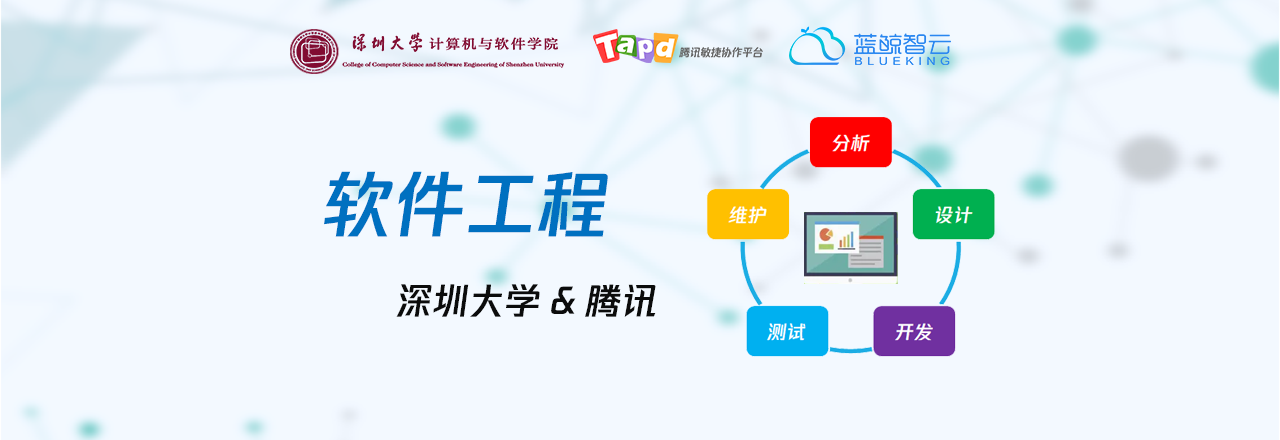 深圳大学 计算机与软件学院
College of Computer Science and Software Engineering of Shenzhen University
Tapd 腾讯敏捷协作平台
蓝鲸智云
BLUEKING
软件工程
深圳大学 & 腾讯
分析
设计
开发
测试
维护